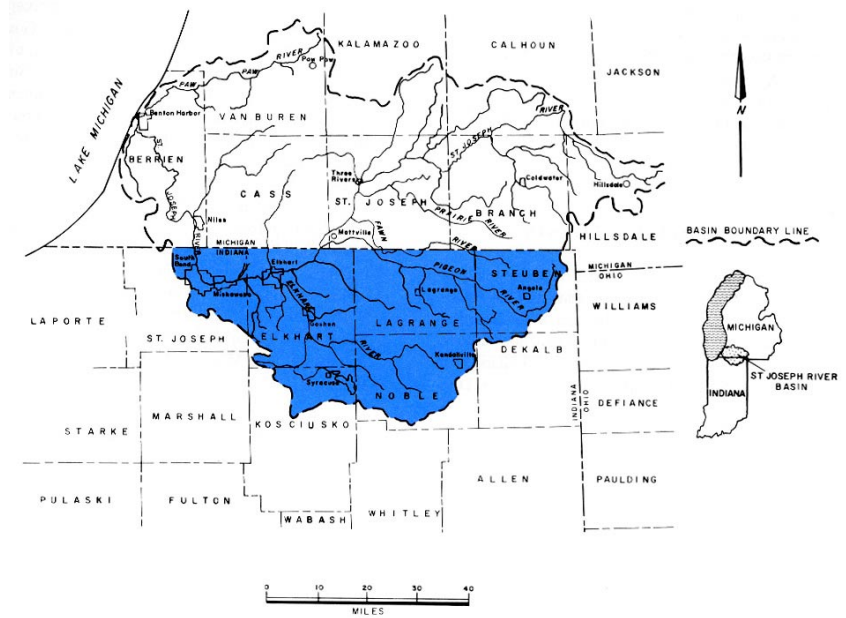 KALAMAZOO
CALHOUN
JACKSON
LAKE MICHIGAN
PAW PAW RIVER
Paw Paw
VAN BUREN
Benton Harbor
BERRIEN
ST. JOSEPH RIVER
CASS
Three Rivers
ST. JOSEPH
ST. JOSEPH RIVER
Coldwater
Hillsdale
PRAIRIE RIVER
BRANCH
Niles
Mottville
FAWN RIVER
HILLSDALE
N
BASIN BOUNDARY LINE
MICHIGAN
INDIANA
MICHIGAN
OHIO
South Bend
Mishawaka
Elkhart
ELKHART RIVER
Goshen
PIGEON RIVER
STEUBEN
Angola
Lagrange
LAGRANGE
WILLIAMS
LAPORTE
ST. JOSEPH
ELKHART
DEKALB
Kendallville
Syracuse
NOBLE
INDIANA
OHIO
DEFIANCE
MARSHALL
KOSCIUSKO
STARKE
ALLEN
PAULDING
PULASKI
FULTON
WABASH
WHITLEY
MICHIGAN
ST JOSEPH RIVER
BASIN
INDIANA
0 10 20 30 40
MILES